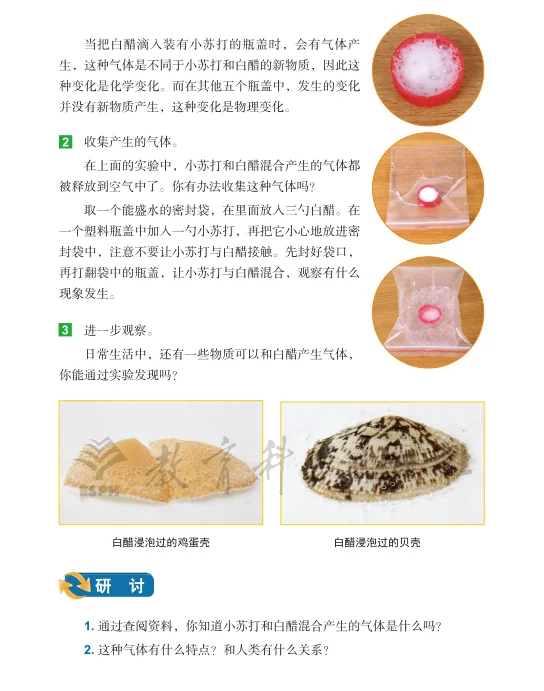 当把白醋滴入装有小苏打的瓶盖时，会有气体产
生，这种气体是不同于小苏打和白醋的新物质，因此这
种变化是化学变化。而在其他五个瓶盖中，发生的变化
并没有新物质产生，这种变化是物理变化。
2 收集产生的气体。
在上面的实验中，小苏打和白醋混合产生的气体都
被释放到空气中了。你有办法收集这种气体吗？
取一个能盛水的密封袋，在里面放入三勺白醋。在
一个塑料瓶盖中加入一勺小苏打，再把它小心地放进密
封袋中，注意不要让小苏打与白醋接触。先封好袋口，
再打翻袋中的瓶盖，让小苏打与白醋混合，观察有什么
现象发生。
3 进一步观察。
日常生活中，还有一些物质可以和白醋产生气体，
你能通过实验发现吗？
ESPH 教育科
白醋浸泡过的鸡蛋壳
白醋浸泡过的贝壳
研 讨
1. 通过查阅资料，你知道小苏打和白醋混合产生的气体是什么吗？
2. 这种气体有什么特点？和人类有什么关系？